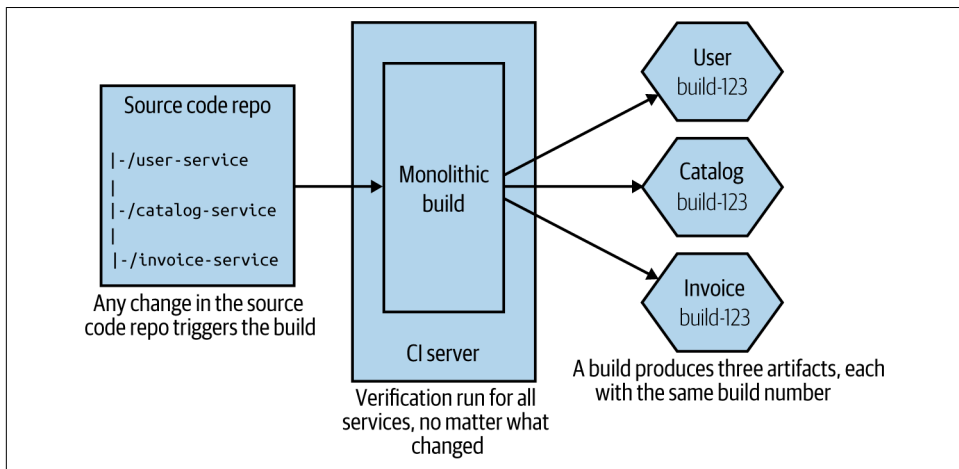 Source code repo
|-/user-service
|
|-/catalog-service
|
|-/invoice-service
Any change in the source
code repo triggers the build
Monolithic
build
CI server
Verification run for all
services, no matter what
changed
User
build-123
Catalog
build-123
Invoice
build-123
A build produces three artifacts, each
with the same build number